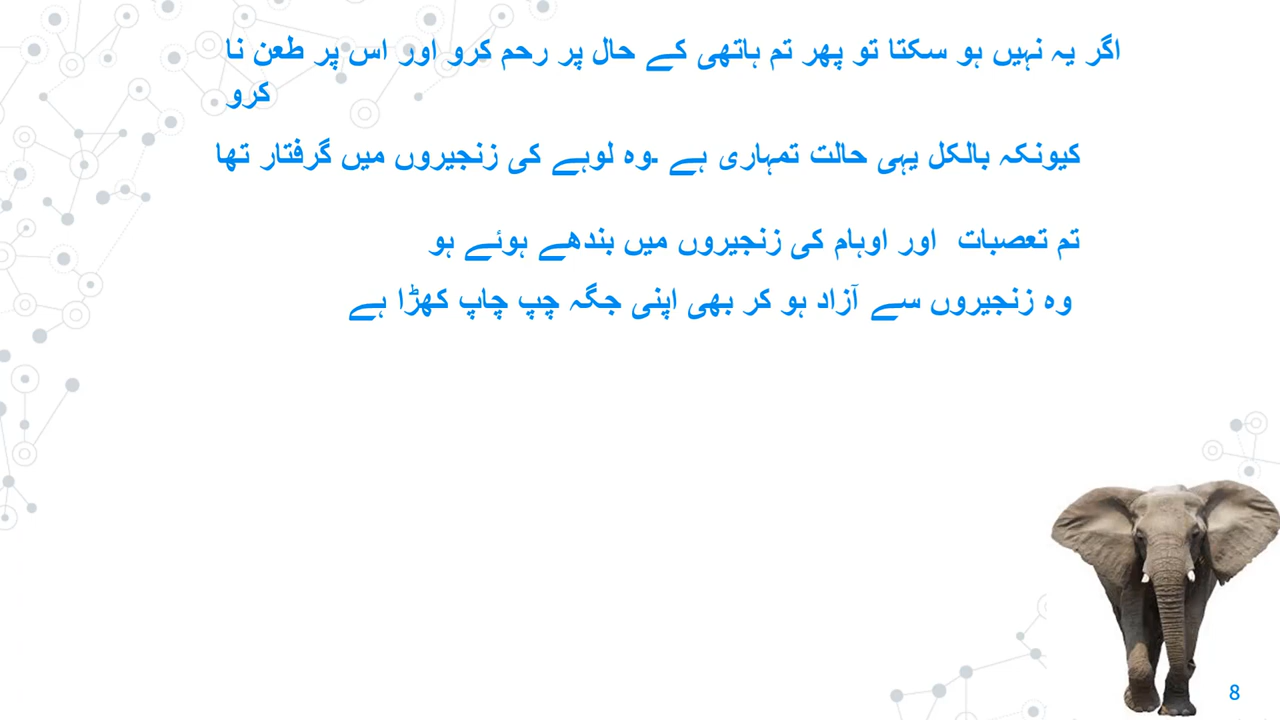 اگر یہ نہیں ہو سکتا تو پھر تم ہاتھی کے حال پر رحم کرو اور اس پر طعن نا
کرو
کیونکہ بالکل یہی حالت تمہاری ہے ۔وہ لوہے کی زنجیروں میں گرفتار تھا
تم تعصبات اور اوہام کی زنجیروں میں بندھے ہوئے ہو
وہ زنجیروں سے آزاد ہو کر بھی اپنی جگہ چپ چاپ کھڑا ہے
8